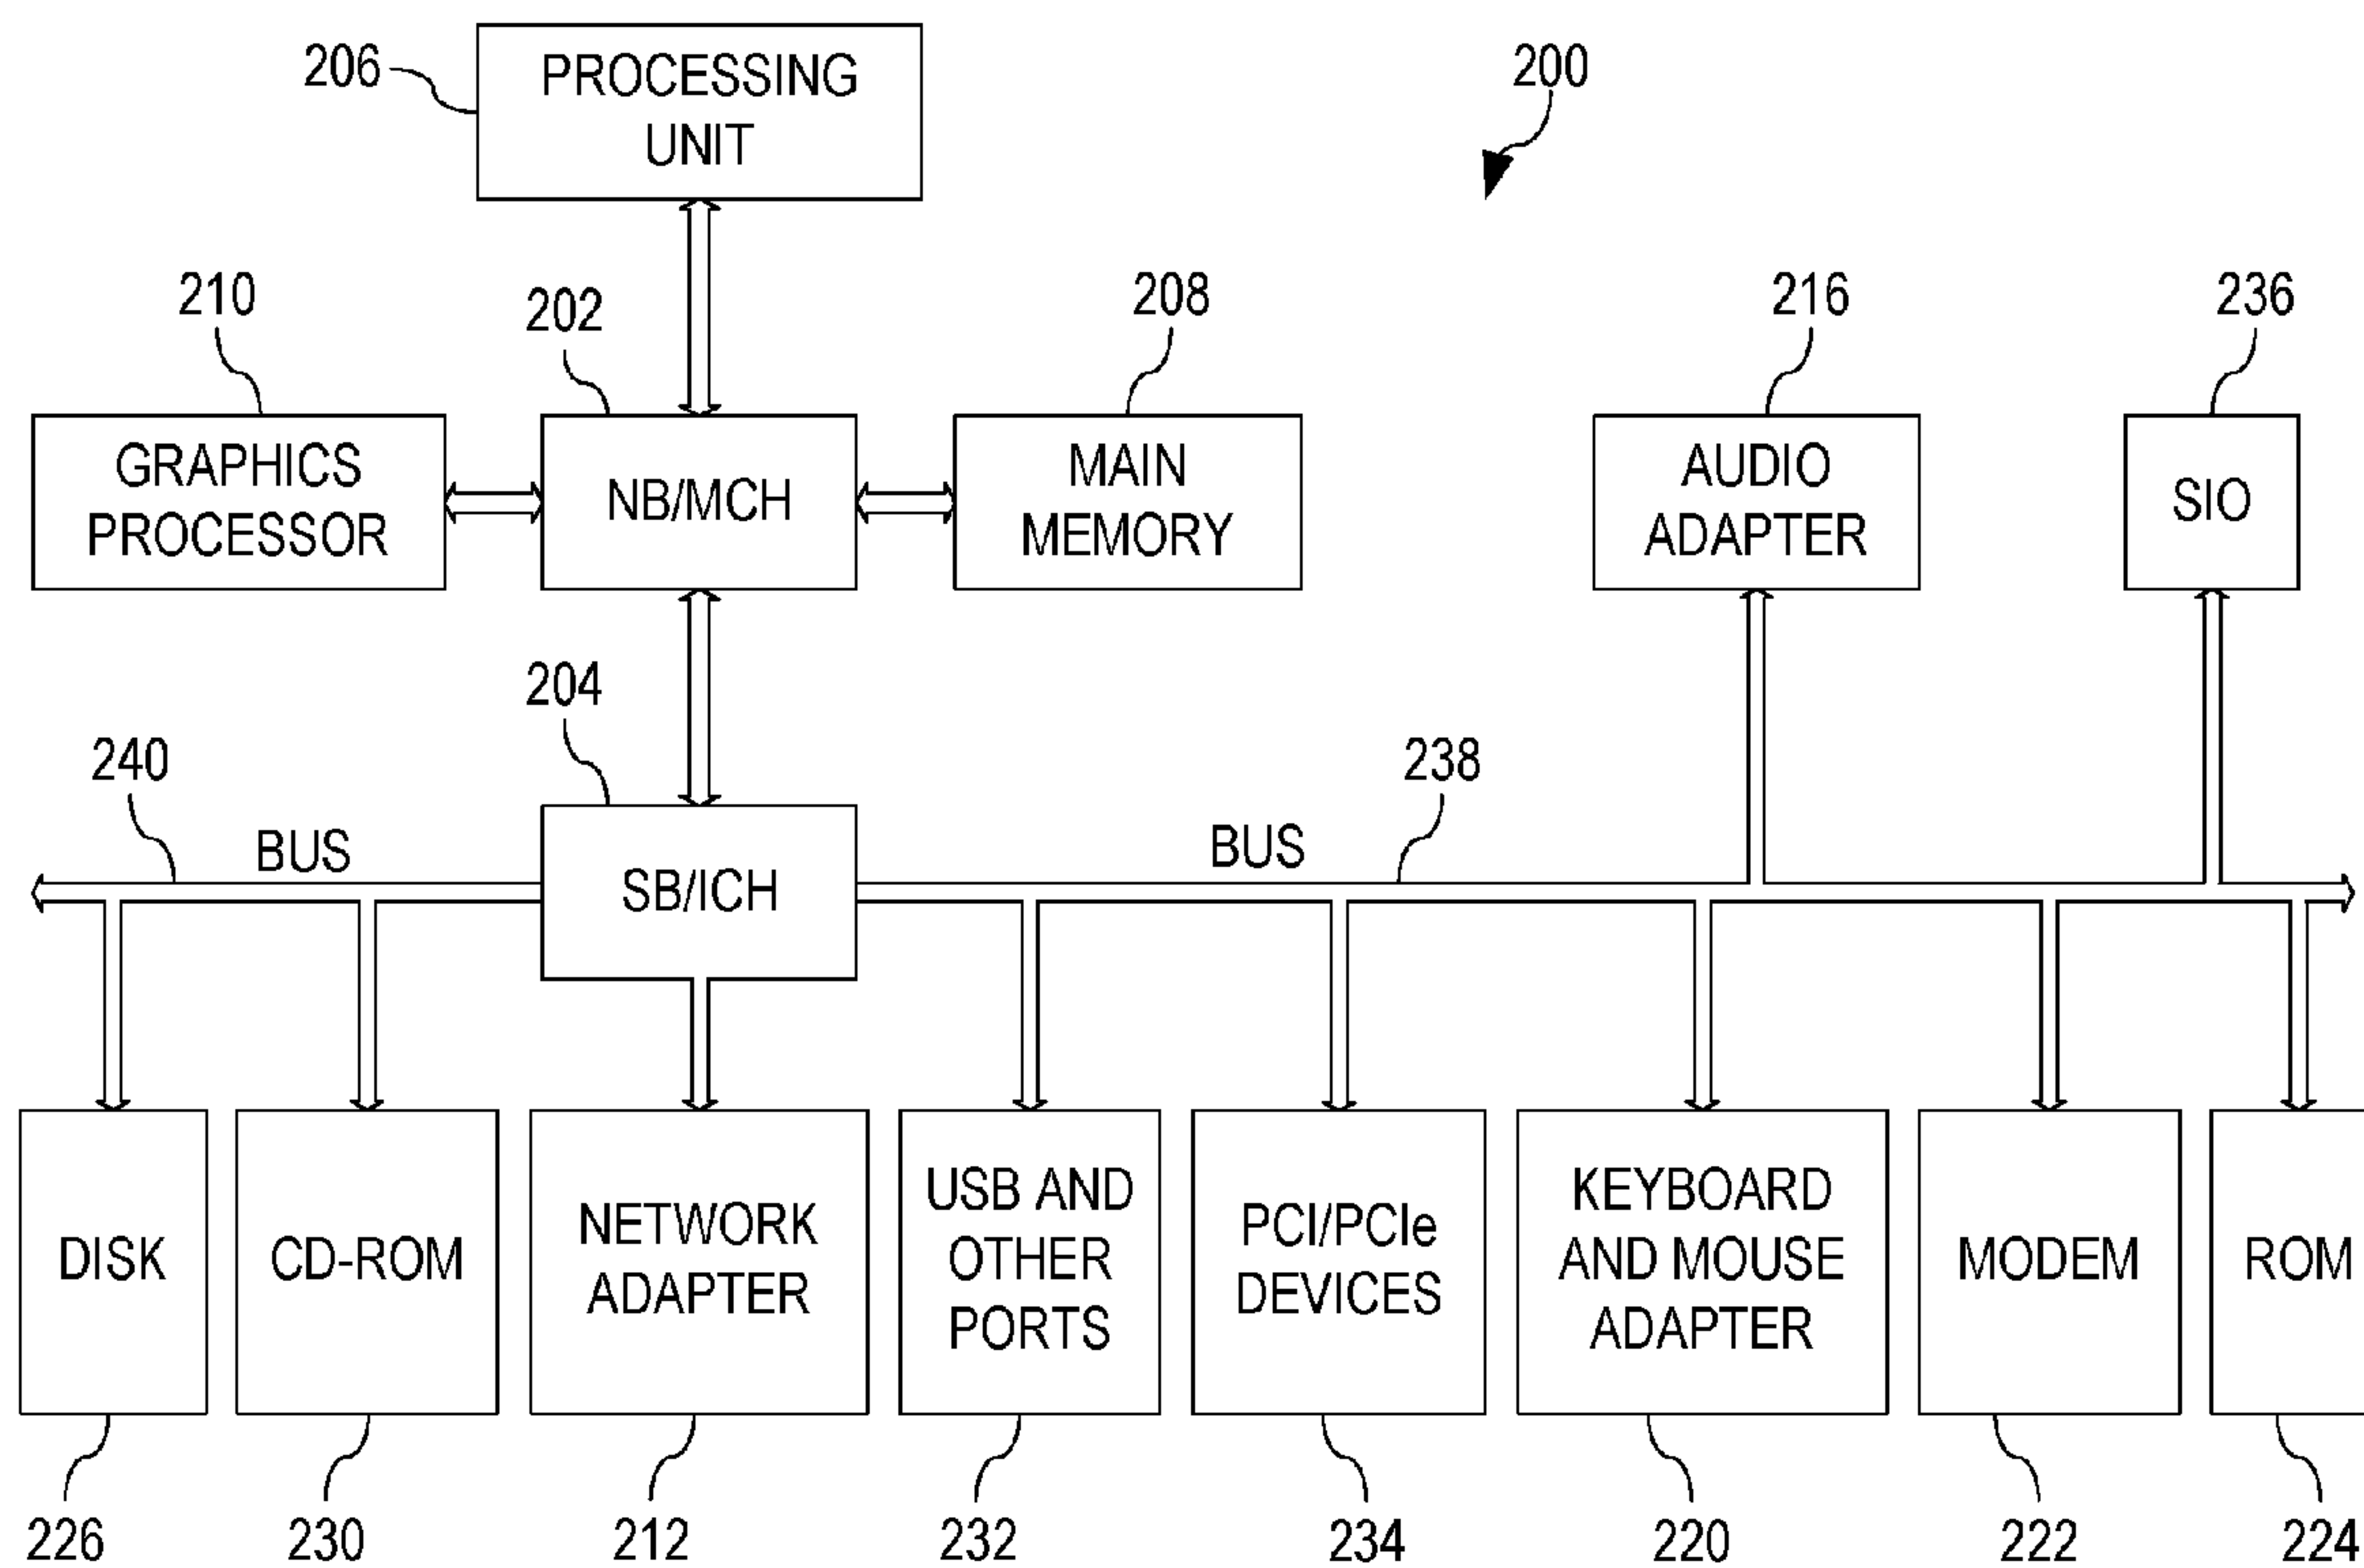 206
PROCESSING
UNIT
200
210
202
208
216
236
GRAPHICS
PROCESSOR
NB/MCH
MAIN
MEMORY
AUDIO
ADAPTER
SIO
204
240
238
BUS
BUS
SB/ICH
DISK
CD-ROM
NETWORK
ADAPTER
USB AND
OTHER
PORTS
PCI/PCIe
DEVICES
KEYBOARD
AND MOUSE
ADAPTER
MODEM
ROM
226
230
212
232
234
220
222
224